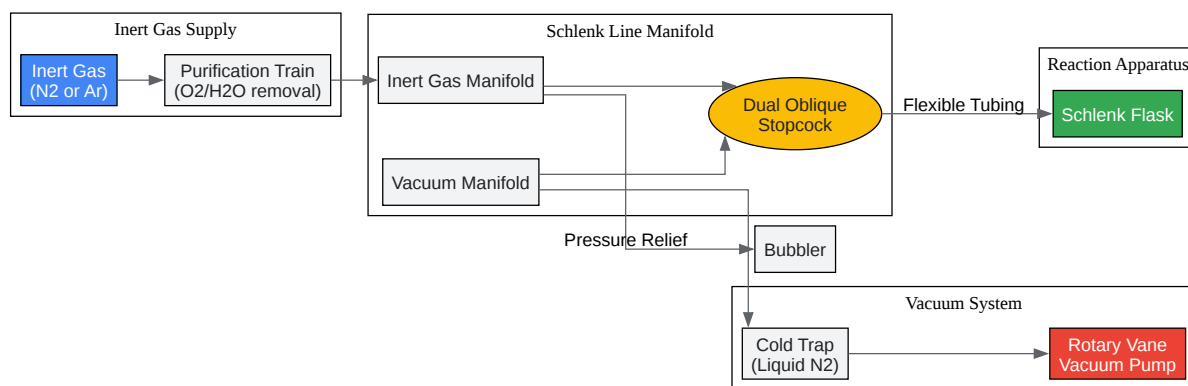 Inert Gas Supply
Inert Gas
(N2 or Ar)
Purification Train
(O2/H2O removal)
Schlenk Line Manifold
Inert Gas Manifold
Vacuum Manifold
Dual Oblique
Stopcock
Flexible Tubing
Reaction Apparatus
Schlenk Flask
Pressure Relief
Bubbler
Vacuum System
Cold Trap
(Liquid N2)
Rotary Vane
Vacuum Pump